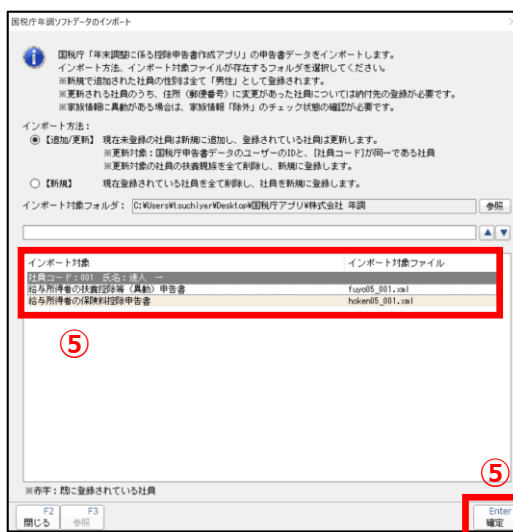 国税庁年調ソフトデータのインポート
国税庁「年末調整に係る控除申告書作成アプリ」の申告書データをインポートします。
インポート方法、インポート対象ファイルが存在するフォルダを選択してください。
※新規で追加された社員の性別は全て「男性」として登録されます。
※更新される社員のうち、住所（郵便番号）に変更があった社員については納付先の登録が必要です。
※家族情報に異動がある場合は、家族情報「除外」のチェック状態の確認が必要です。
インポート方法：
【追加/更新】 現在未登録の社員は新規に追加し、登録されている社員は更新します。
※更新対象：国税庁申告書データのユーザーのIDと、[社員コード]が同一である社員
※更新対象の社員の扶養親族を全て削除し、新規に登録します。
【新規】 現在登録されている社員を全て削除し、社員を新規に登録します。
インポート対象フォルダ： C:¥Users¥tsuchiyar¥Desktop¥国税庁アプリ¥株式会社 年調 参照
▲ ▼
インポート対象 インポート対象ファイル
社員コード：001 氏名：達人 一
給与所得者の扶養控除等（異動）申告書 fuyo05_001.xml
給与所得者の保険料控除申告書 hoken05_001.xml
⑤
⑤
※赤字：既に登録されている社員
F2 F3 Enter
閉じる 参照 確定